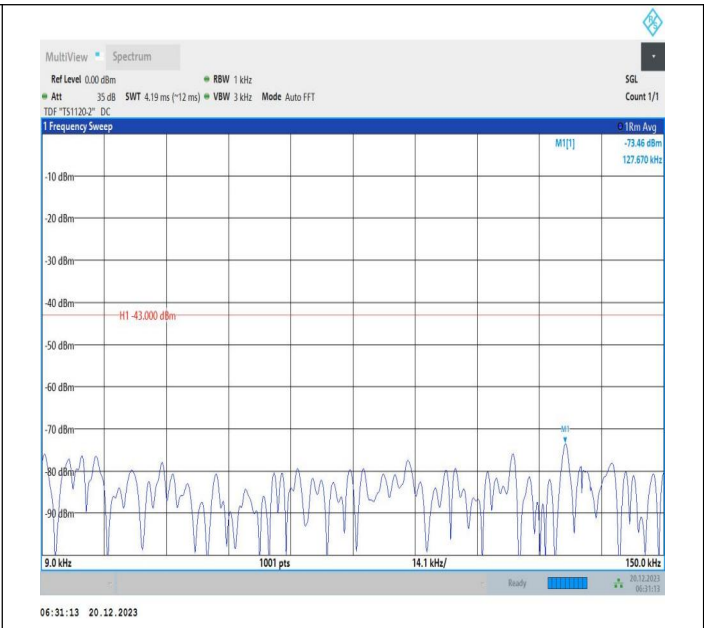 R&S
MultiView
Spectrum
Ref Level 0.00 dBm RBW 1 kHz SGL
Att 35 dB SWT 4.19 ms (~12 ms) VBW 3 kHz Mode Auto FFT Count 1/1
TDF "TS1120-2" DC
1 Frequency Sweep 1Rm Avg
M1[1] -73.46 dBm
127.670 kHz
-10 dBm
-20 dBm
-30 dBm
-40 dBm
H1 -43.000 dBm
-50 dBm
-60 dBm
-70 dBm
M1
-80 dBm
-90 dBm
9.0 kHz 1001 pts 14.1 kHz/ 150.0 kHz
Ready 20.12.2023
06:31:13
06:31:13 20.12.2023